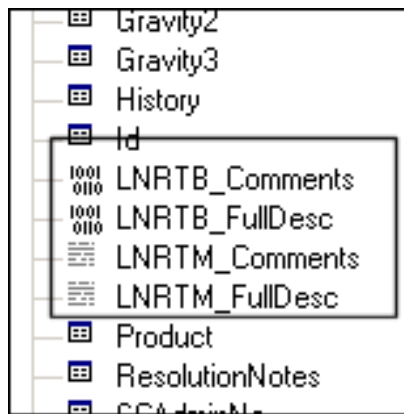 Gravity2
Gravity3
History
Id
LNRTB_Comments
LNRTB_FullDesc
LNRTM_Comments
LNRTM_FullDesc
Product
ResolutionNotes